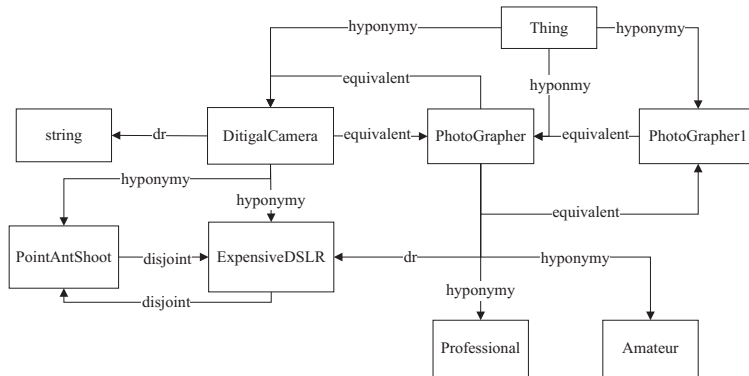 Thing
hyponymy
hyponymy
equivalent
hyponmy
string
dr
DitigalCamera
equivalent
PhotoGrapher
equivalent
PhotoGrapher1
hyponymy
hyponymy
equivalent
PointAntShoot
disjoint
ExpensiveDSLR
dr
hyponymy
disjoint
hyponymy
Professional
Amateur